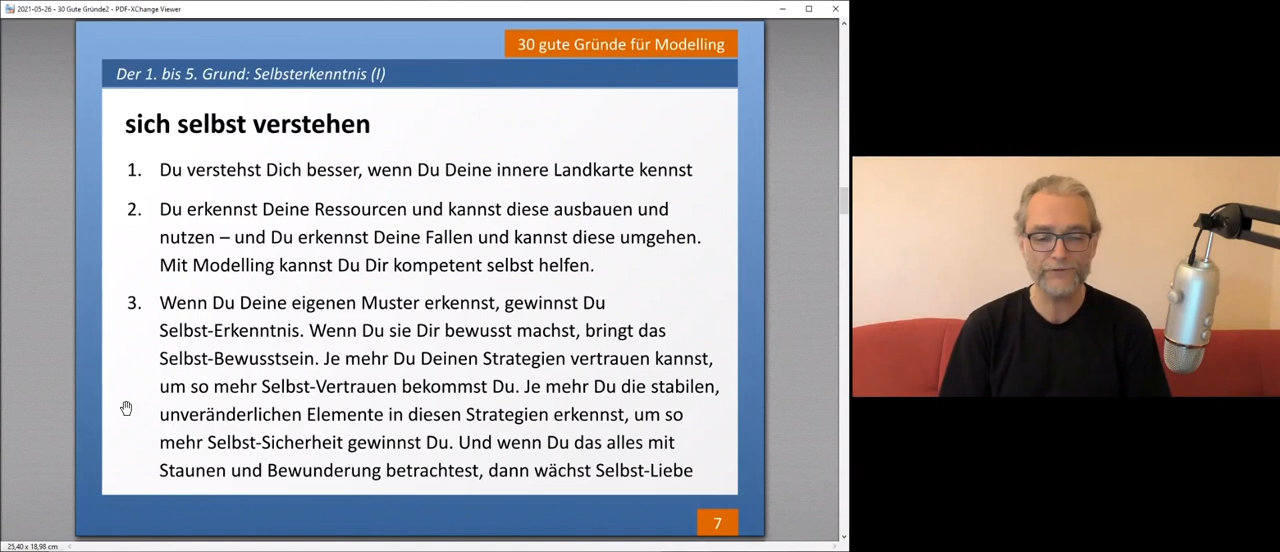 2021-05-26 - 30 Gute Gründe2 - PDF-XChange Viewer
30 gute Gründe für Modelling
Der 1. bis 5. Grund: Selbsterkenntnis (I)
sich selbst verstehen
1. Du verstehst Dich besser, wenn Du Deine innere Landkarte kennst
2. Du erkennst Deine Ressourcen und kannst diese ausbauen und
nutzen – und Du erkennst Deine Fallen und kannst diese umgehen.
Mit Modelling kannst Du Dir kompetent selbst helfen.
3. Wenn Du Deine eigenen Muster erkennst, gewinnst Du
Selbst-Erkenntnis. Wenn Du sie Dir bewusst machst, bringt das
Selbst-Bewusstsein. Je mehr Du Deinen Strategien vertrauen kannst,
um so mehr Selbst-Vertrauen bekommst Du. Je mehr Du die stabilen,
unveränderlichen Elemente in diesen Strategien erkennst, um so
mehr Selbst-Sicherheit gewinnst Du. Und wenn Du das alles mit
Staunen und Bewunderung betrachtest, dann wächst Selbst-Liebe
7
25,40 x 18,98 cm